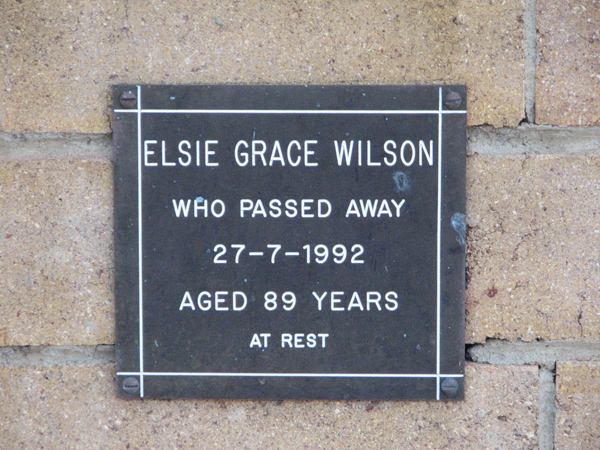 ELSIE GRACE WILSON
WHO PASSED AWAY
27-7-1992
AGED 89 YEARS
AT REST